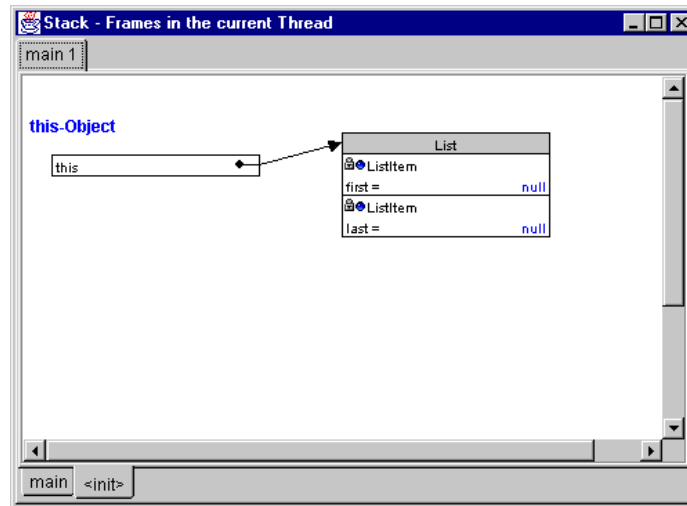 Stack - Frames in the current Thread
main 1
this-Object
List
this
ListItem
first = null
ListItem
last = null
main <init>